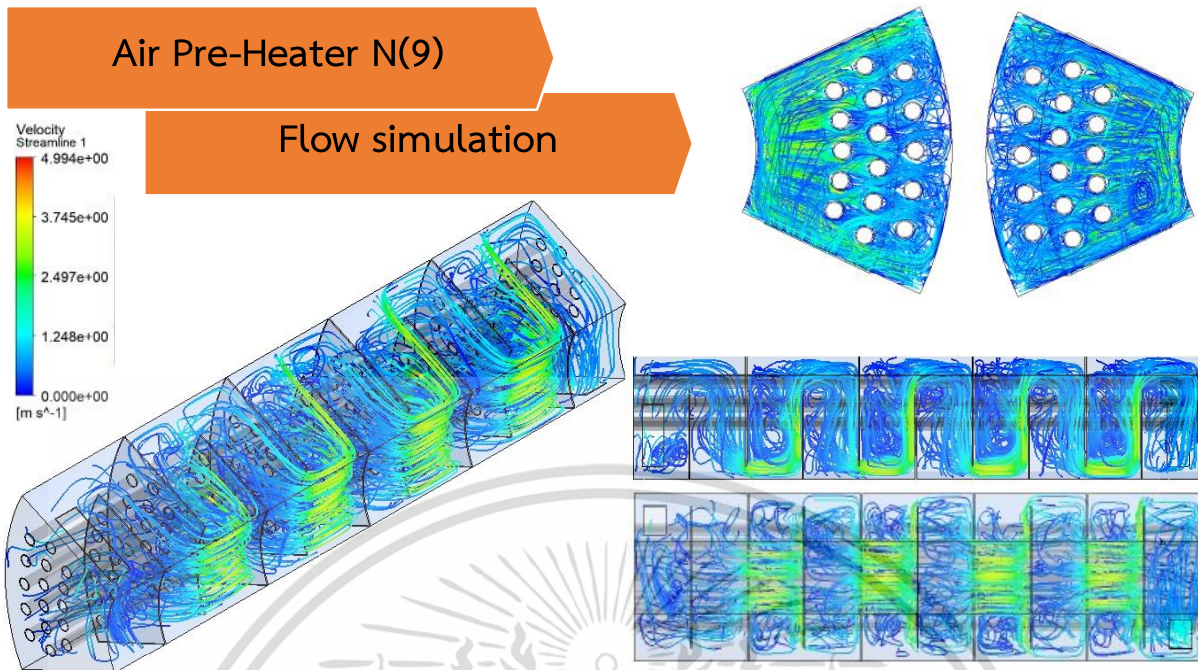 Air Pre-Heater N(9)
Flow simulation
Velocity
Streamline 1
4.994e+00
3.745e+00
2.497e+00
1.248e+00
0.000e+00
[m s^-1]